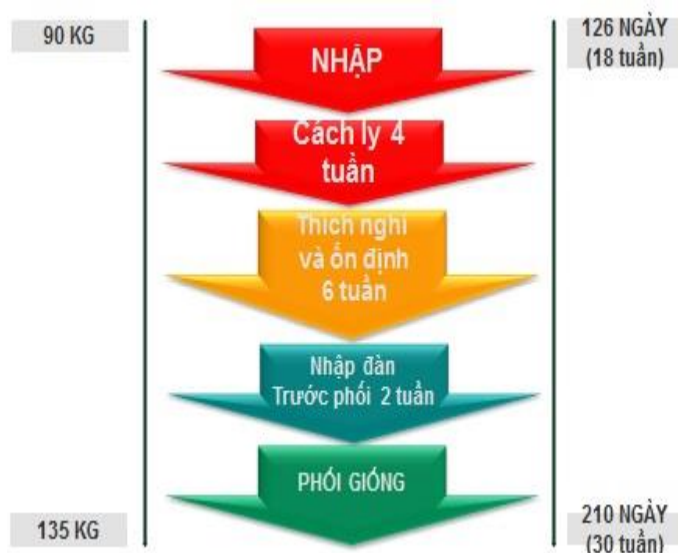 90 KG
126 NGÀY
(18 tuần)
NHẬP
Cách ly 4
tuần
Thích nghi
và ổn định
6 tuần
Nhập đàn
Trước phối 2 tuần
PHỐI GIỐNG
135 KG
210 NGÀY
(30 tuần)